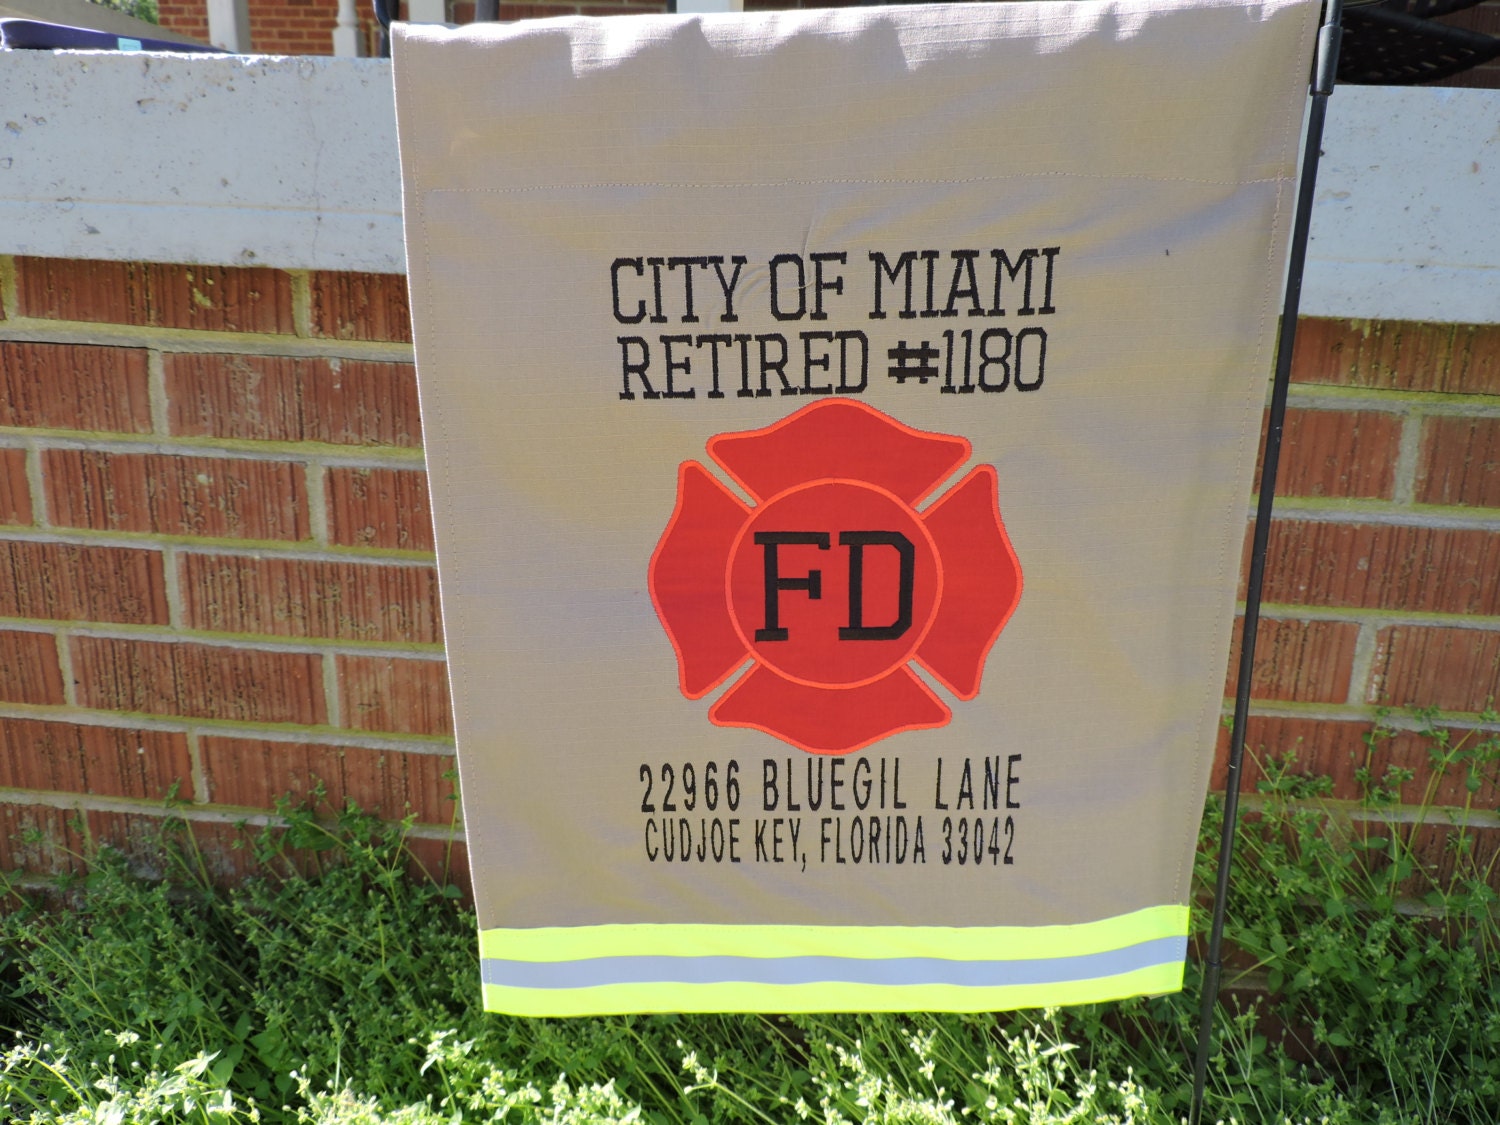 CITY OF MIAMI
RETIRED #1180
FD
22966 BLUEGIL LANE
CUDJOE KEY, FLORIDA 33042